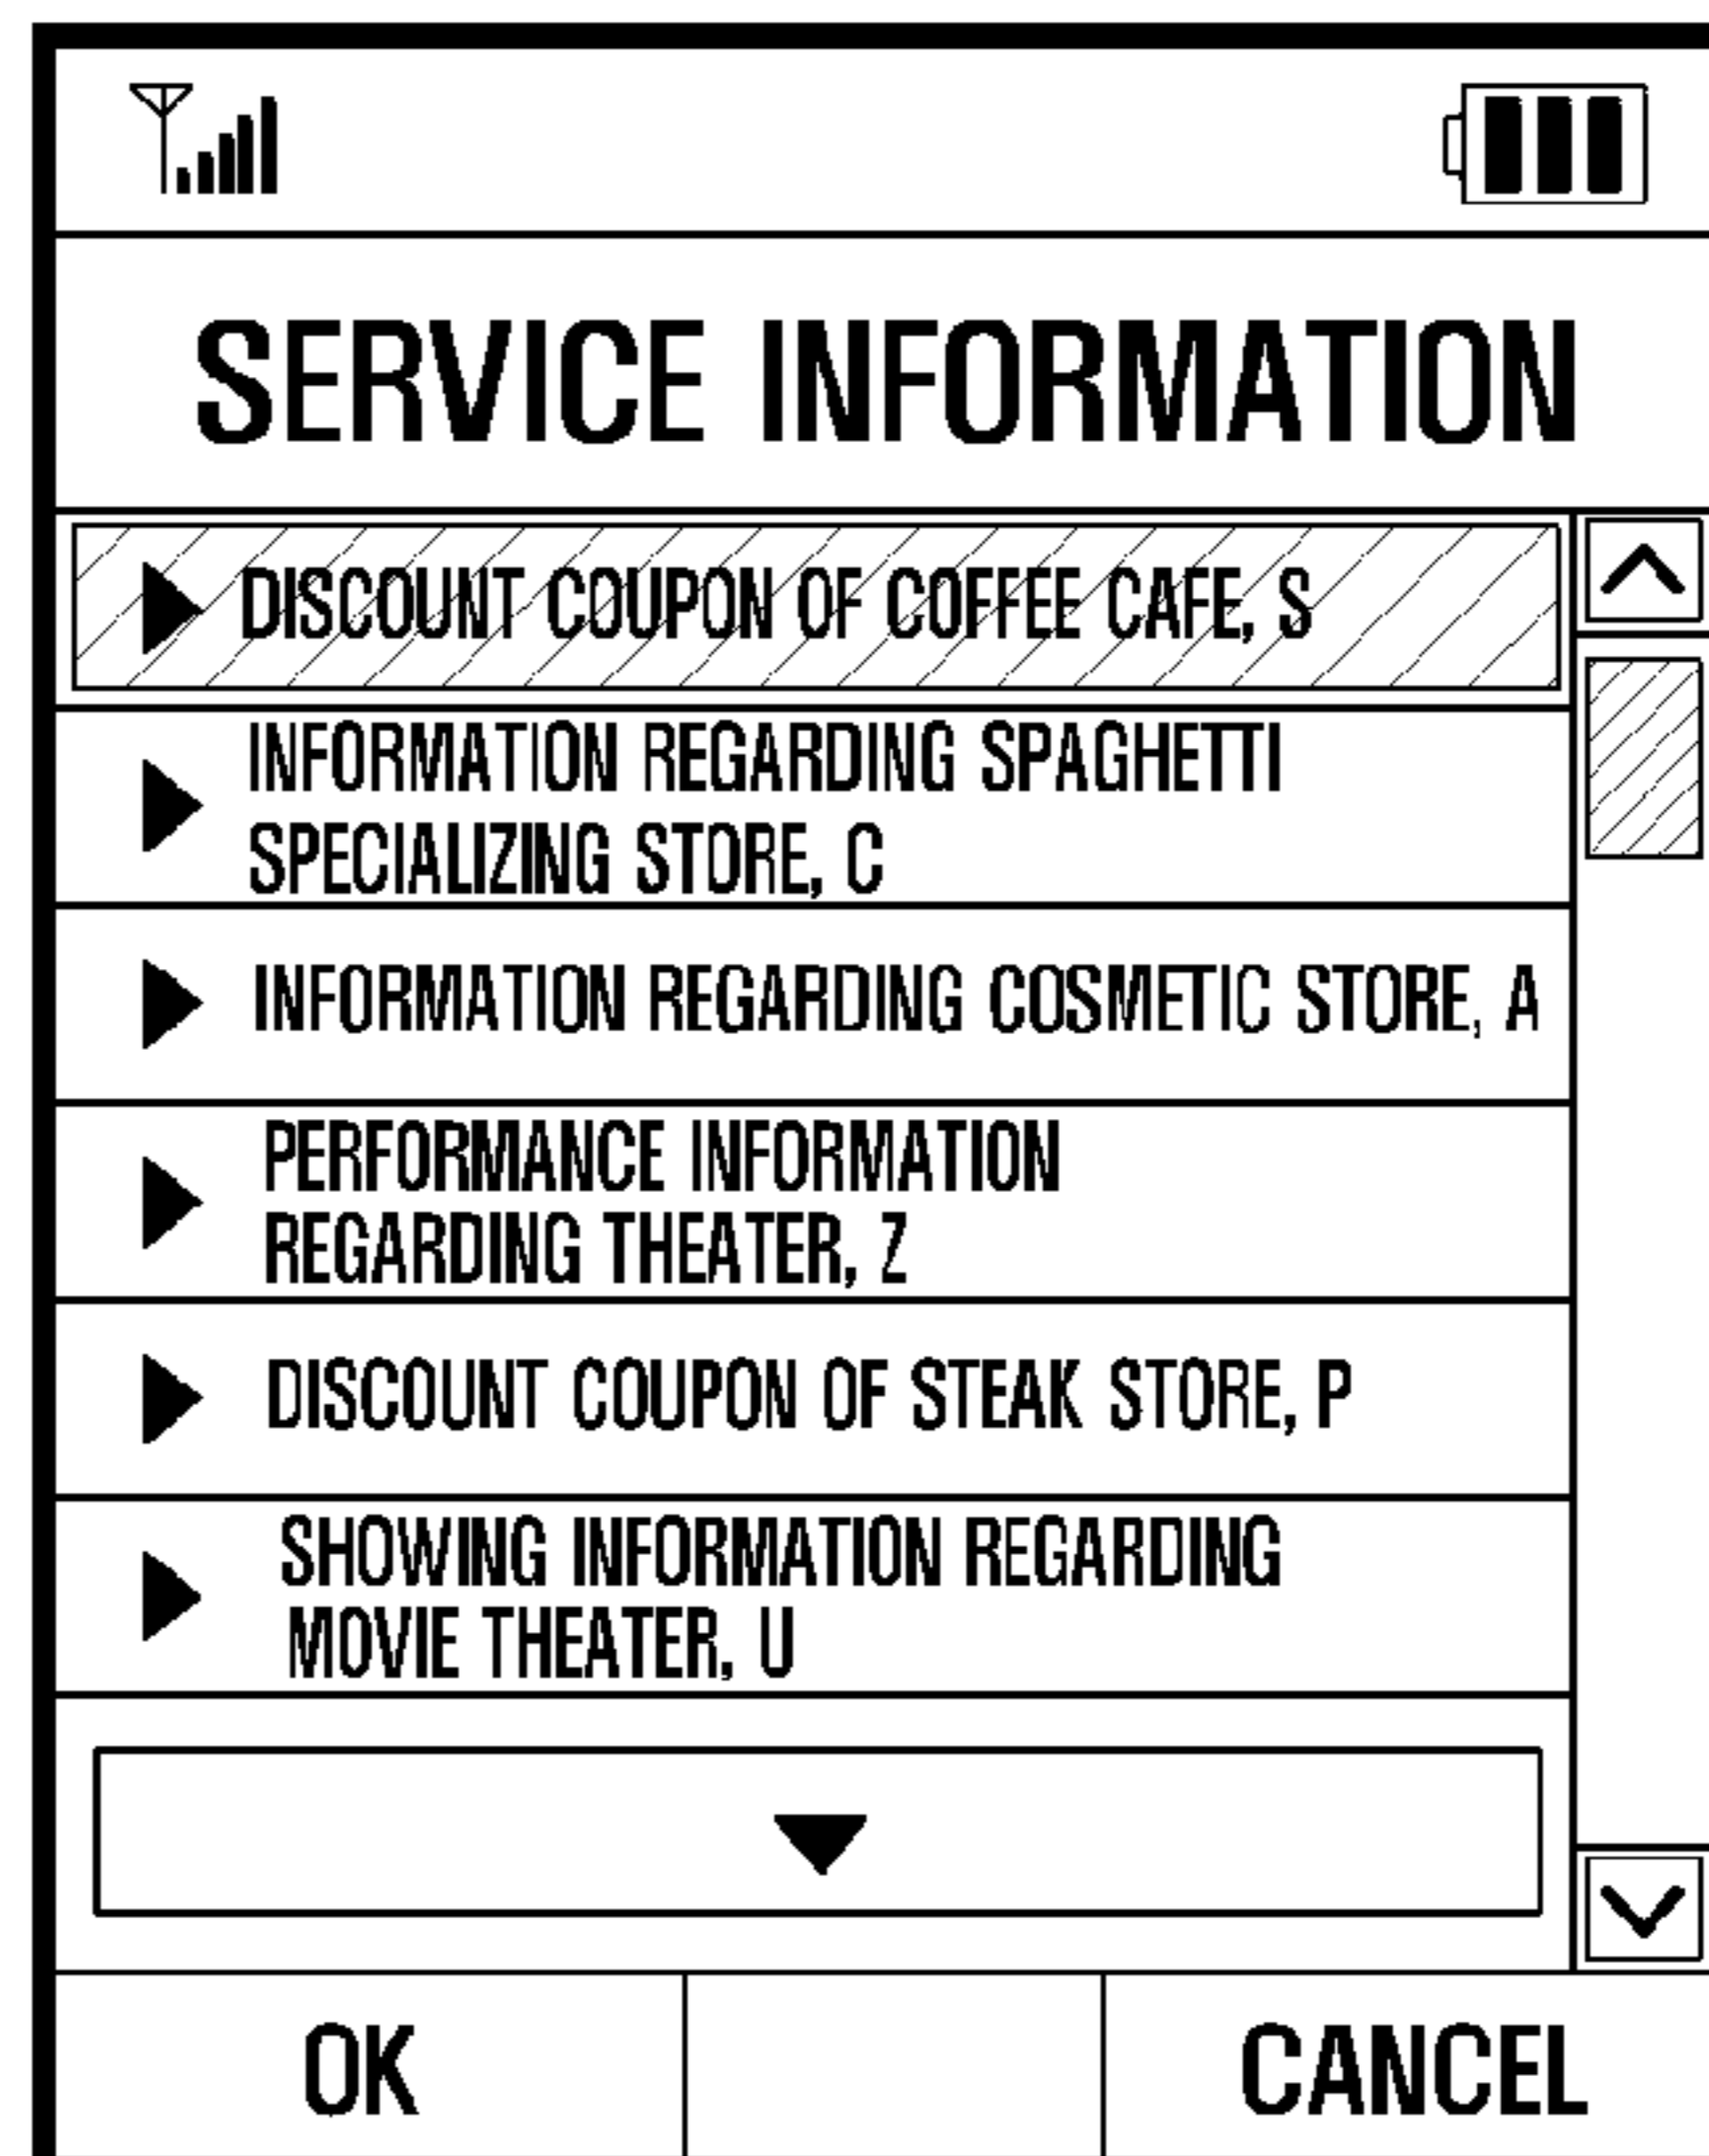 SERVICE INFORMATION
DISCOUNT COUPON OF COFFEE CAFE, S
INFORMATION REGARDING SPAGHETTI
SPECIALIZING STORE, C
INFORMATION REGARDING COSMETIC STORE, A
PERFORMANCE INFORMATION
REGARDING THEATER, Z
DISCOUNT COUPON OF STEAK STORE, P
SHOWING INFORMATION REGARDING
MOVIE THEATER, U
OK CANCEL